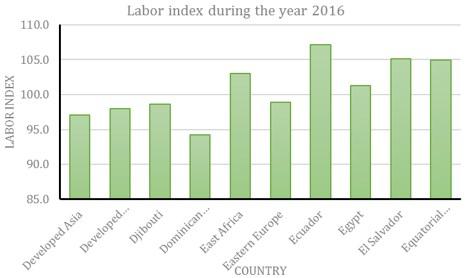 Labor index during the year 2016
LABOR INDEX
110.0
105.0
100.0
95.0
90.0
85.0
Developed Asia
Developed...
Djibouti
Dominican...
East Africa
Eastern Europe
Ecuador
Egypt
El Salvador
Equatorial...
COUNTRY